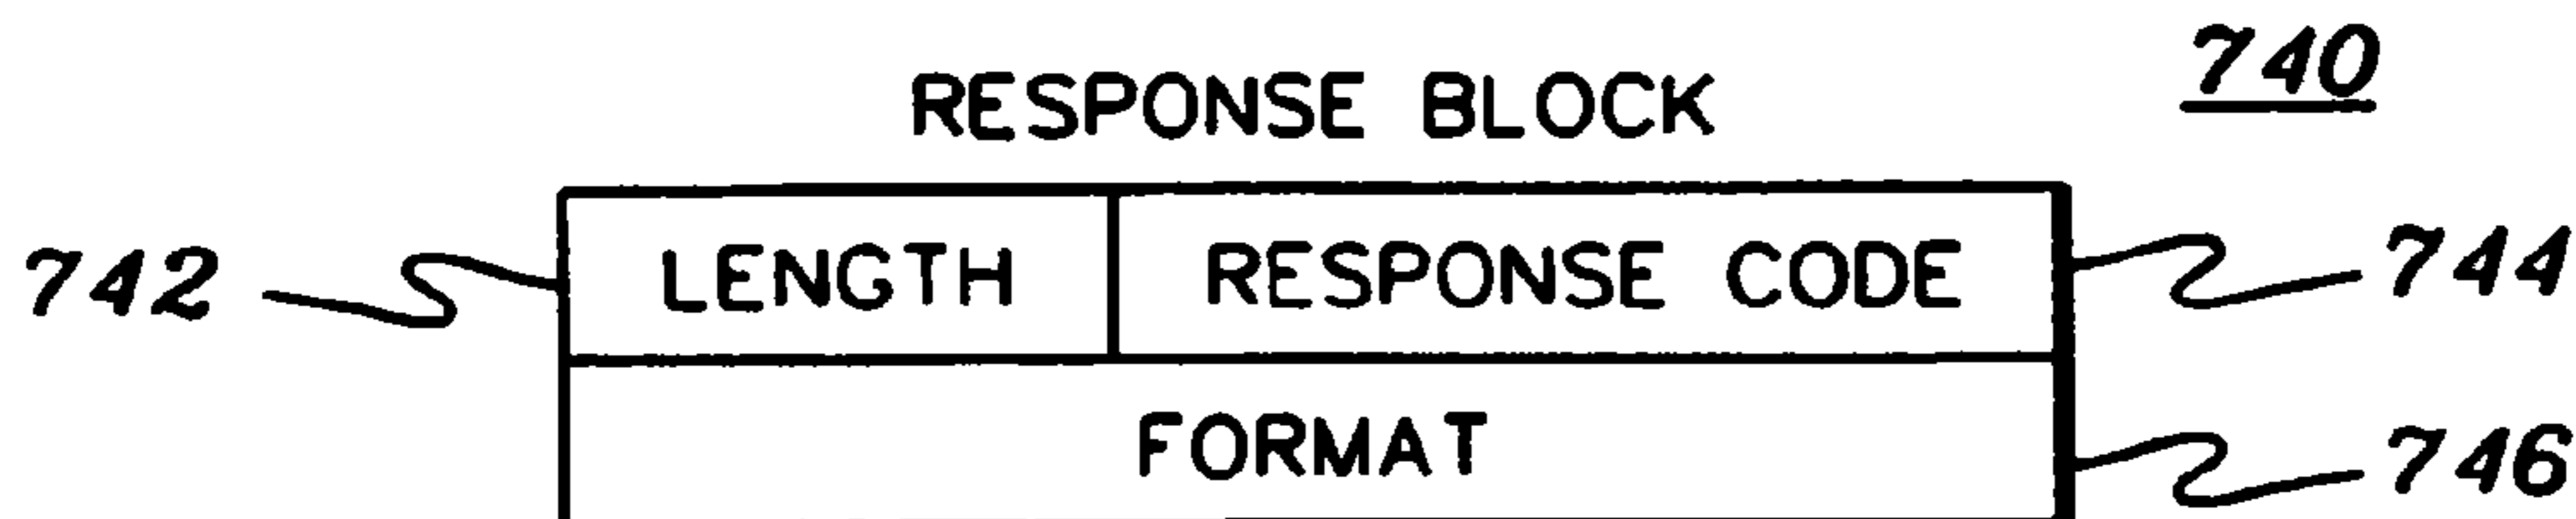 740
RESPONSE BLOCK
742 LENGTH RESPONSE CODE 744
FORMAT 746